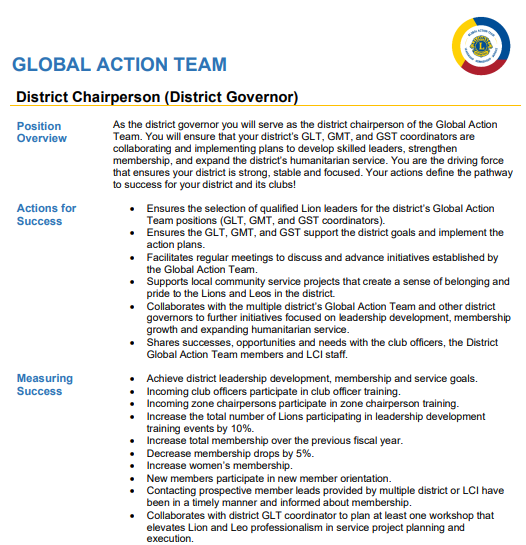 GLOBAL ACTION TEAM
District Chairperson (District Governor)
Position
Overview
As the district governor you will serve as the district chairperson of the Global Action
Team. You will ensure that your district's GLT, GMT, and GST coordinators are
collaborating and implementing plans to develop skilled leaders, strengthen
membership, and expand the district's humanitarian service. You are the driving force
that ensures your district is strong, stable and focused. Your actions define the pathway
to success for your district and its clubs!
Actions for
Success
• Ensures the selection of qualified Lion leaders for the district's Global Action
Team positions (GLT, GMT, and GST coordinators).
• Ensures the GLT, GMT, and GST support the district goals and implement the
action plans.
• Facilitates regular meetings to discuss and advance initiatives established by
the Global Action Team.
• Supports local community service projects that create a sense of belonging and
pride to the Lions and Leos in the district.
• Collaborates with the multiple district's Global Action Team and other district
governors to further initiatives focused on leadership development, membership
growth and expanding humanitarian service.
• Shares successes, opportunities and needs with the club officers, the District
Global Action Team members and LCI staff.
Measuring
Success
• Achieve district leadership development, membership and service goals.
• Incoming club officers participate in club officer training.
• Incoming zone chairpersons participate in zone chairperson training.
• Increase the total number of Lions participating in leadership development
training events by 10%.
• Increase total membership over the previous fiscal year.
• Decrease membership drops by 5%.
• Increase women's membership.
• New members participate in new member orientation.
• Contacting prospective member leads provided by multiple district or LCI have
been in a timely manner and informed about membership.
• Collaborates with district GLT coordinator to plan at least one workshop that
elevates Lion and Leo professionalism in service project planning and
execution.